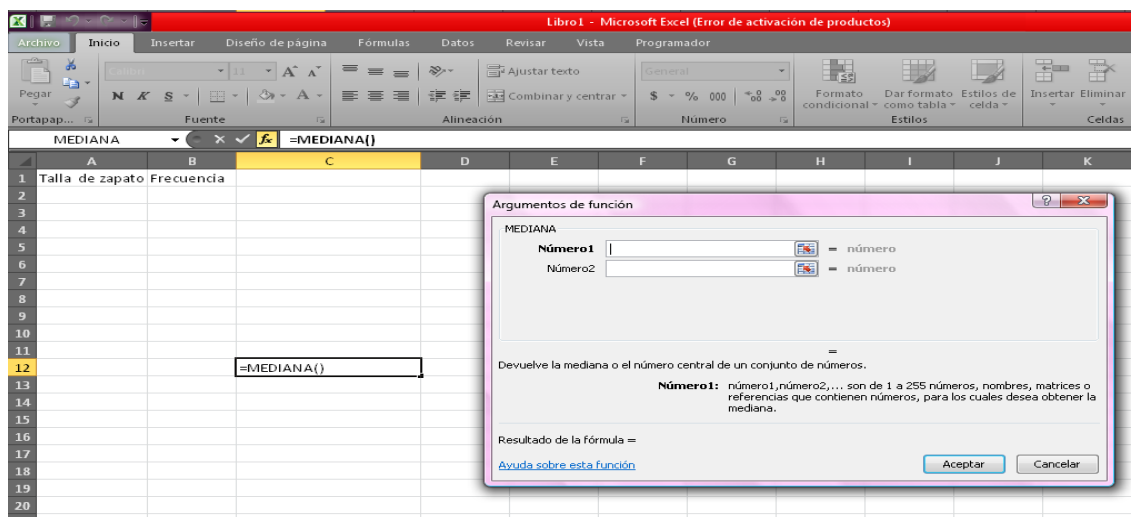 Libro1 - Microsoft Excel (Error de activación de productos)
Archivo Inicio Insertar Diseño de página Fórmulas Datos Revisar Vista Programador
Calibri 11 A A Ajustar texto General
Pegar N K S A Combinar y centrar $ % 000 Formato condicional Dar formato como tabla Estilos de celda Insertar Eliminar
Portapap... Fuente Alineación Número Estilos Celdas
MEDIANA fx =MEDIANA()
A B C D E F G H I J K
1 Talla de zapato Frecuencia
2
3
4
5
6
7
8
9
10
11
12 =MEDIANA()
13
14
15
16
17
18
19
20
Argumentos de función
MEDIANA
Número1 = número
Número2 = número
=
Devuelve la mediana o el número central de un conjunto de números.
Número1: número1,número2,... son de 1 a 255 números, nombres, matrices o
referencias que contienen números, para los cuales desea obtener la
mediana.
Resultado de la fórmula =
Ayuda sobre esta función Aceptar Cancelar